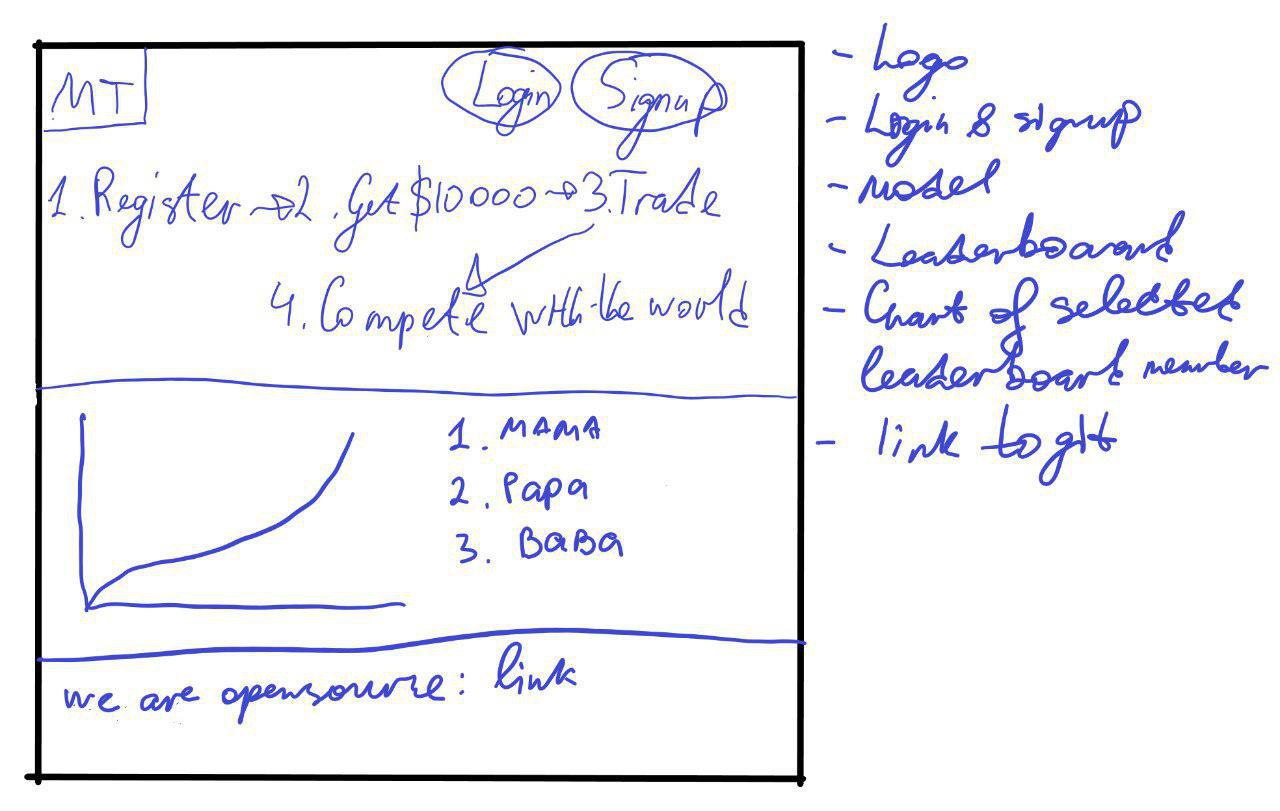 MT
Login
Signup
1. Register → 2. Get $10000 → 3. Trade
4. Compete with the world
1. MAMA
2. Papa
3. BaBa
we are opensource: link
- Logo
- Login & signup
- model
- Leaderboard
- Chart of selected
leaderboard member
- link to git